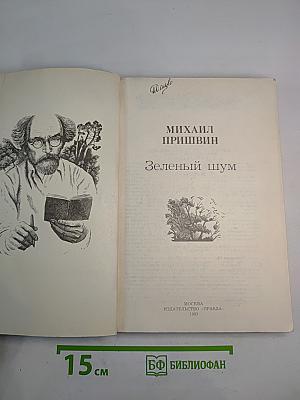 МИХАИЛ
ПРИШВИН
Зеленый шум
МОСКВА
ИЗДАТЕЛЬСТВО «ПРАВДА»
15 см
БФ БИБЛИОФАН